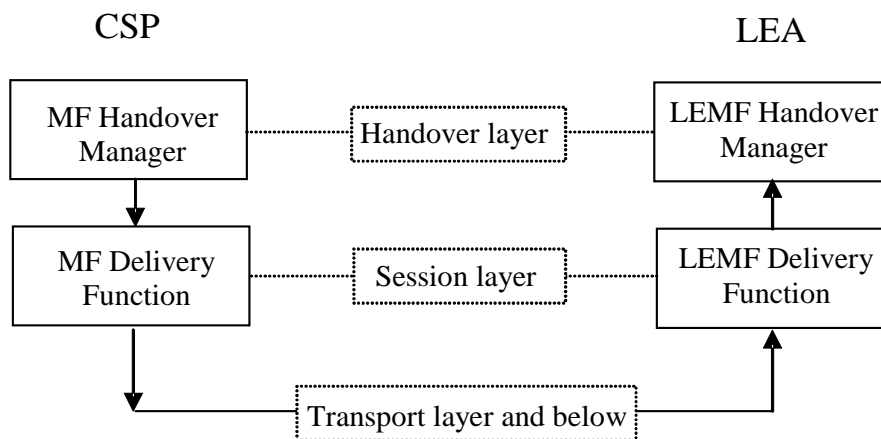 CSP
LEA
MF Handover
Manager
Handover layer
LEMF Handover
Manager
MF Delivery
Function
Session layer
LEMF Delivery
Function
Transport layer and below